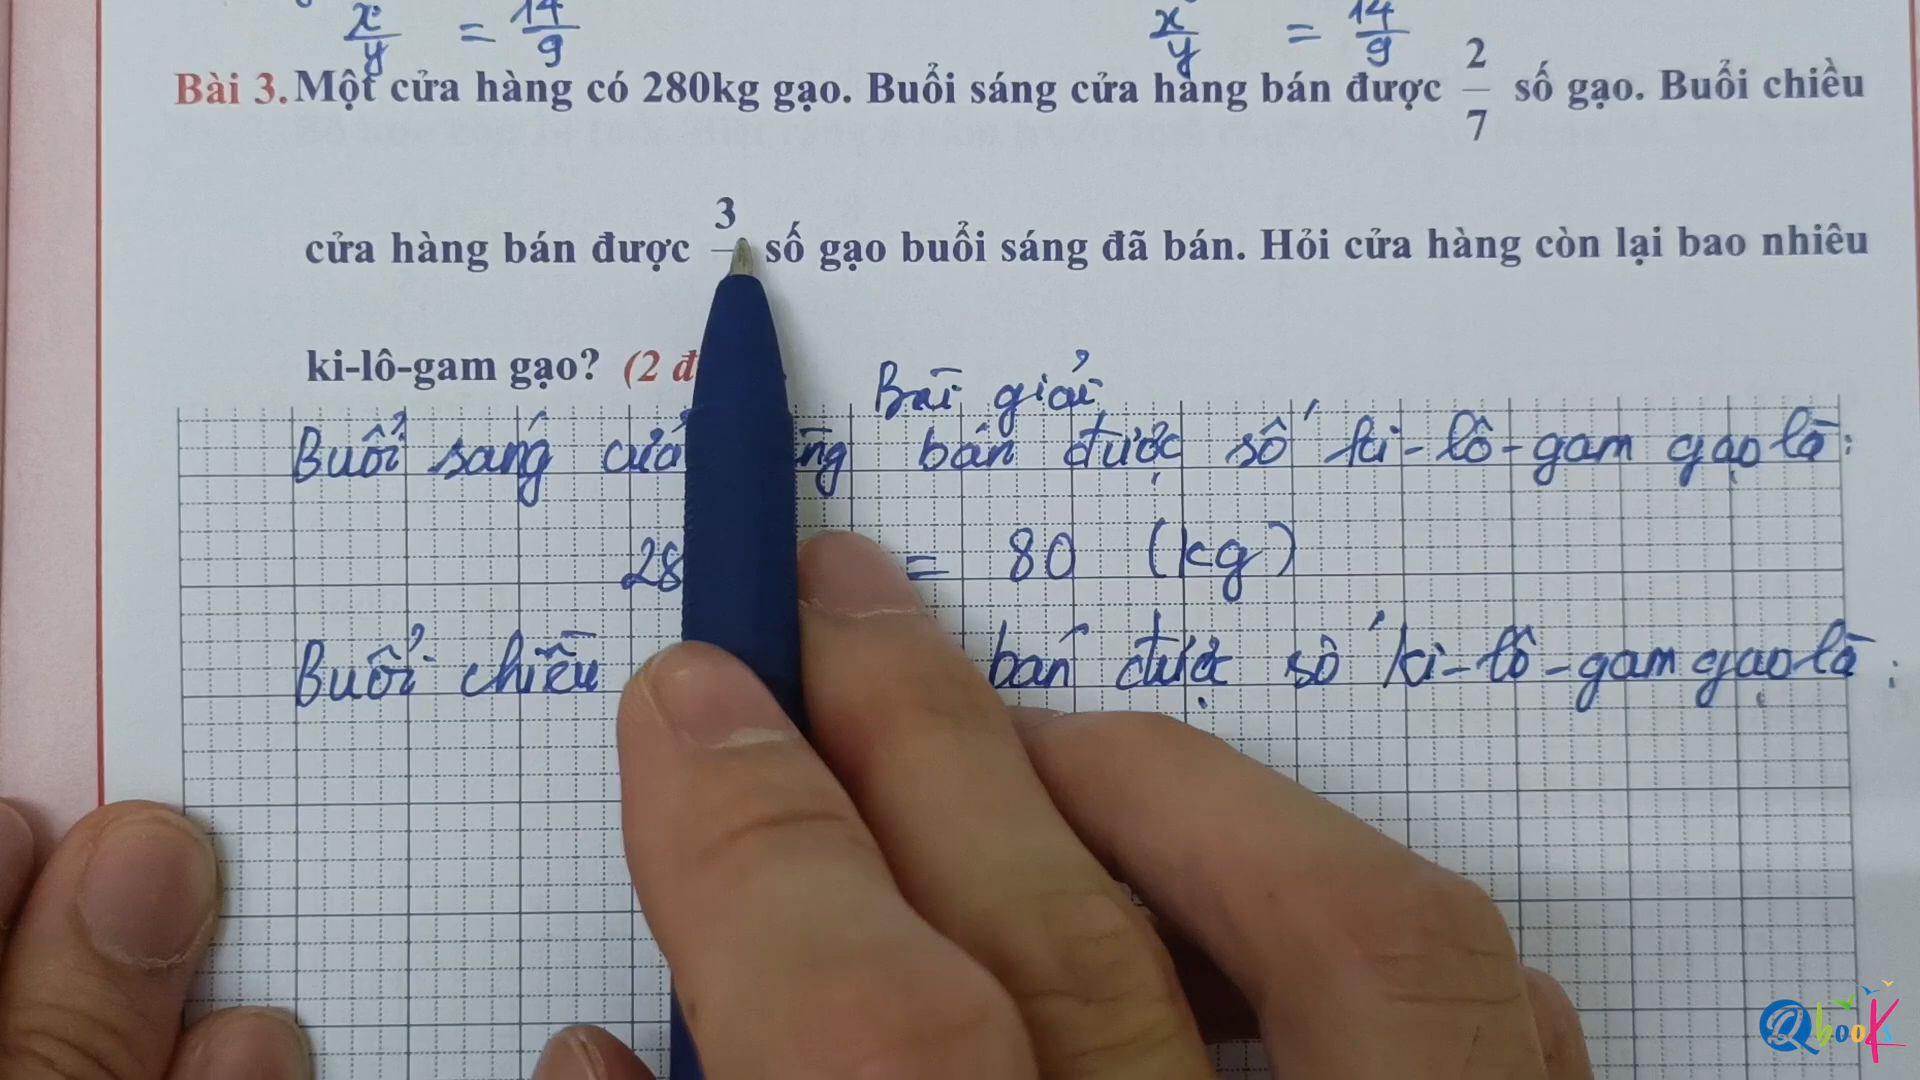 x/y = 14/9 x/y = 14/9
Bài 3. Một cửa hàng có 280kg gạo. Buổi sáng cửa hàng bán được 2/7 số gạo. Buổi chiều
cửa hàng bán được 3 số gạo buổi sáng đã bán. Hỏi cửa hàng còn lại bao nhiêu
ki-lô-gam gạo? (2 đ
Bài giải
Buổi sáng cửa bán được số ki-lô-gam gạo là:
28 = 80 (kg)
Buổi chiều bán được số ki-lô-gam gạo là:
Qbook